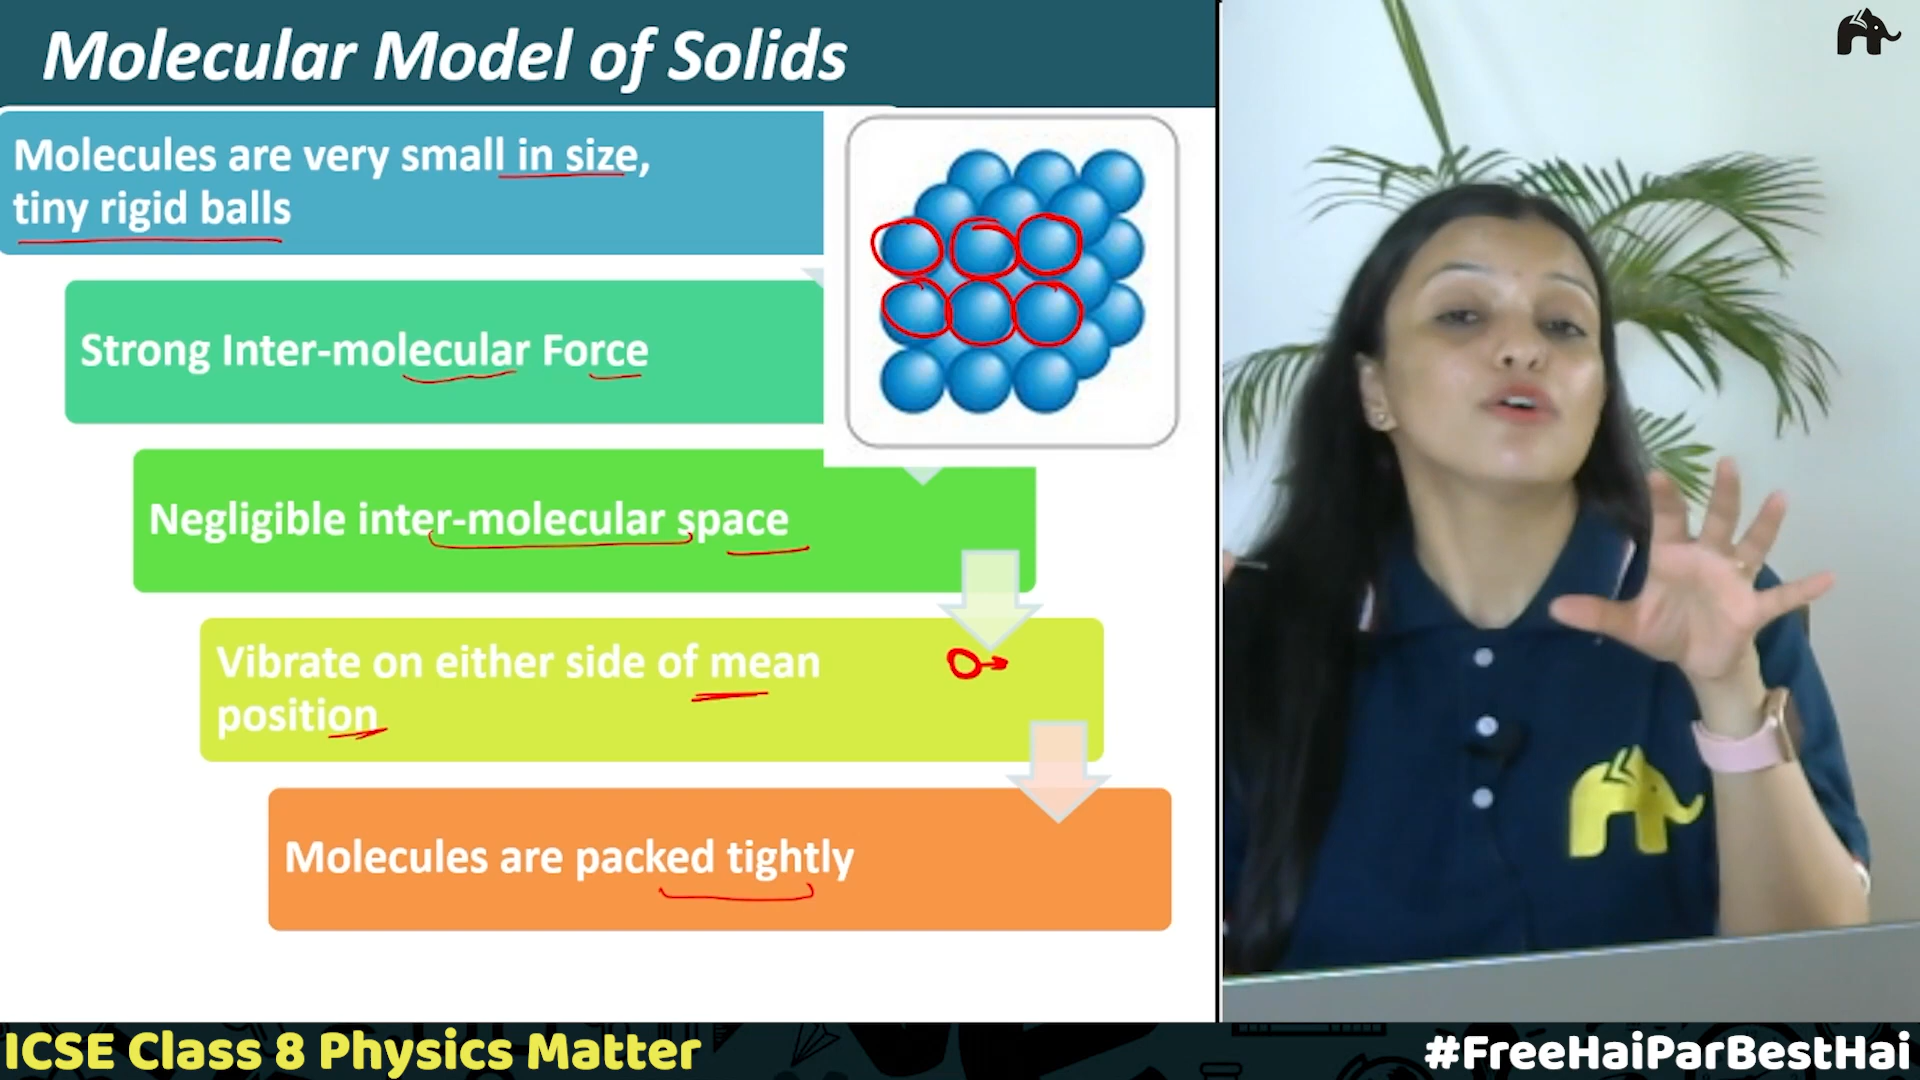 Molecular Model of Solids
Molecules are very small in size,
tiny rigid balls
Strong Inter-molecular Force
Negligible inter-molecular space
Vibrate on either side of mean
position
Molecules are packed tightly
ICSE Class 8 Physics Matter
#FreeHaiParBestHai